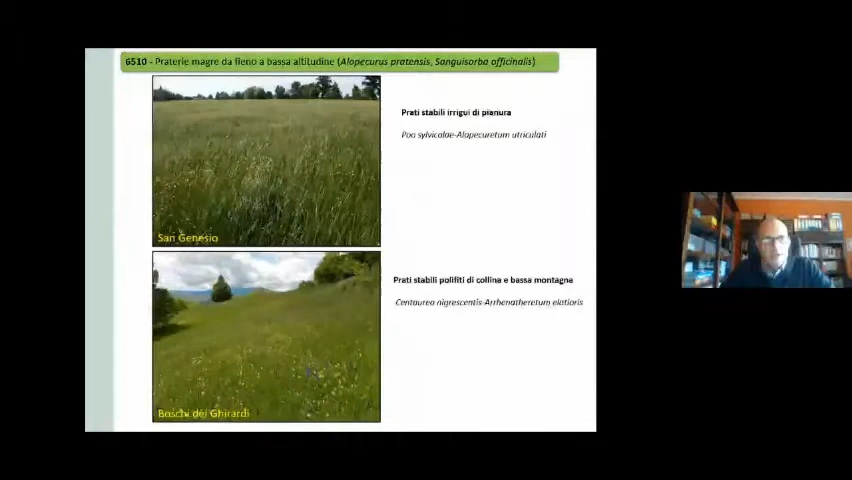 6510 - Praterie magre da fieno a bassa altitudine (Alopecurus pratensis, Sanguisorba officinalis)
Prati stabili irrigui di pianura
Poo sylvicolae-Alopecuretum utriculati
San Genesio
Prati stabili polifiti di collina e bassa montagna
Centaureo nigrescentis-Arrhenatheretum elatioris
Boschi dei Ghirardi